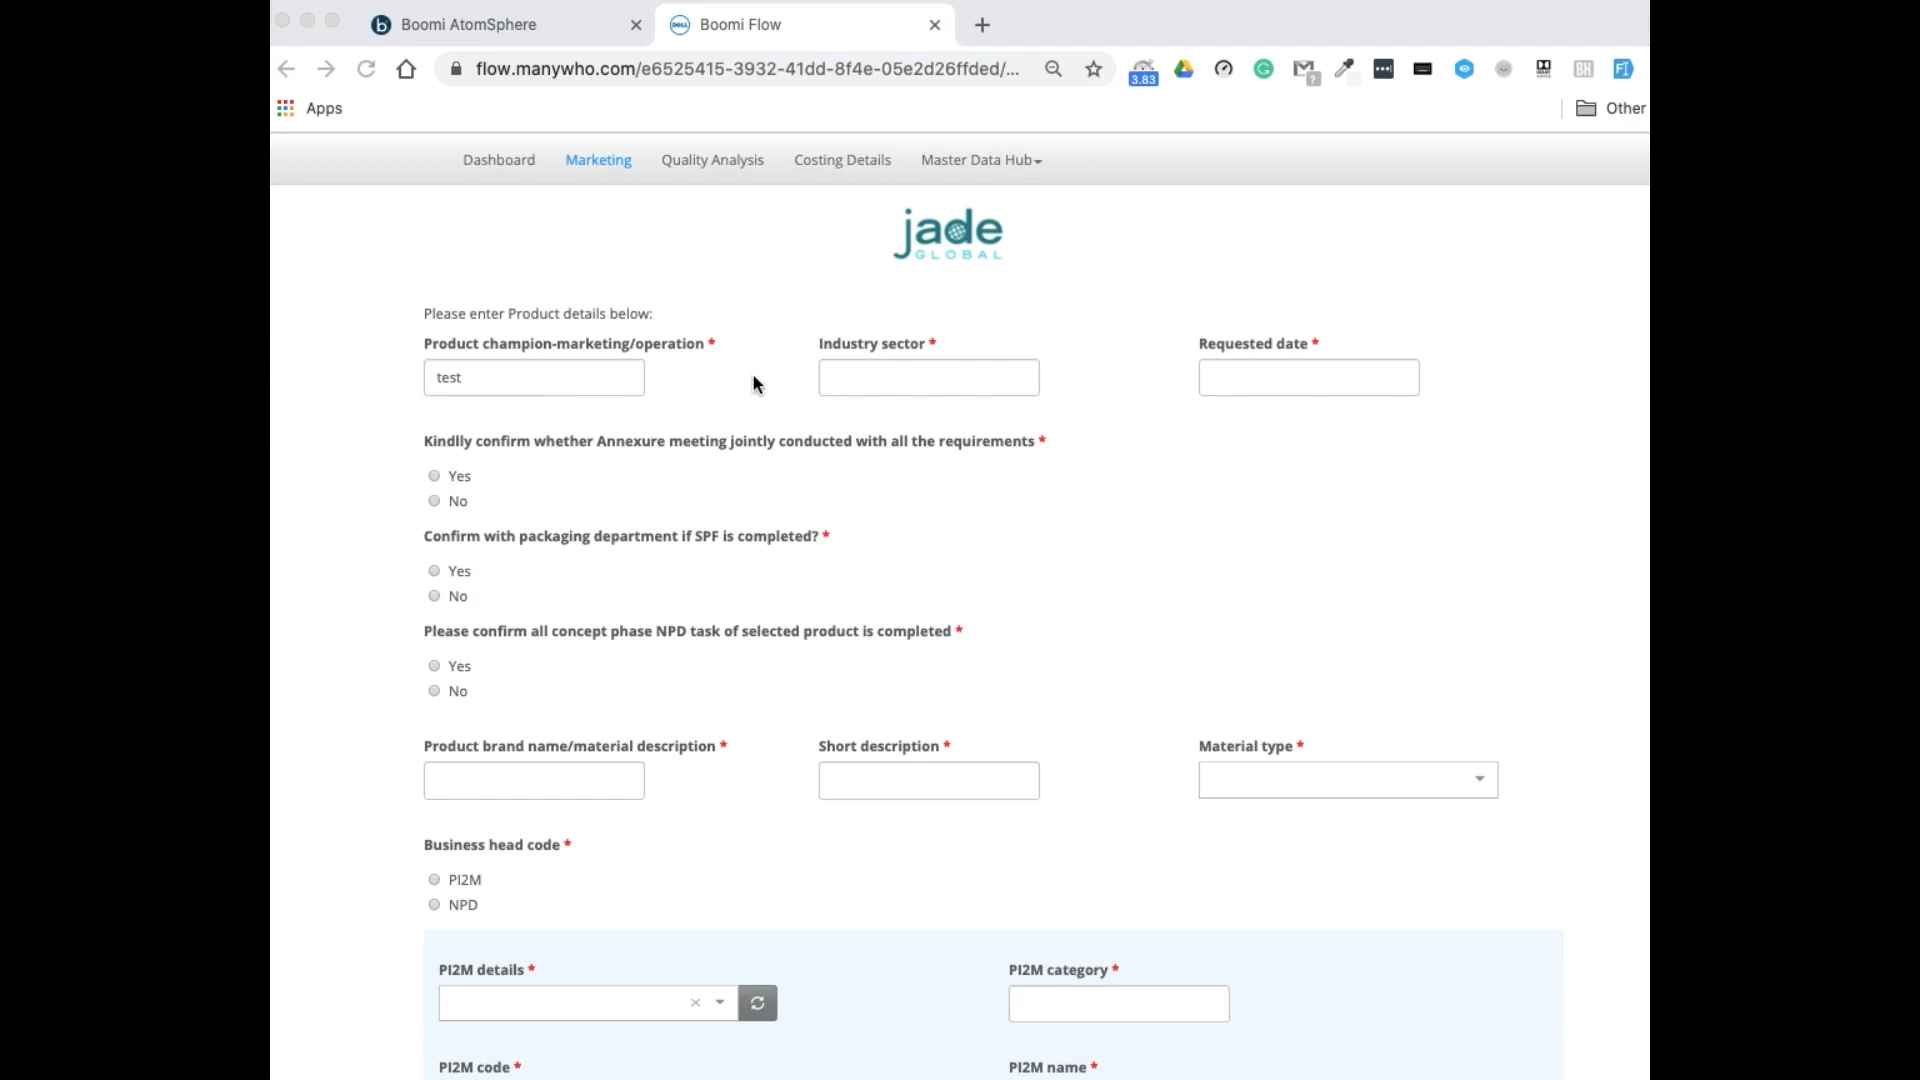 Boomi AtomSphere
Boomi Flow
flow.manywho.com/e6525415-3932-41dd-8f4e-05e2d26ffded/...
3.83
Apps
Other
Dashboard
Marketing
Quality Analysis
Costing Details
Master Data Hub
jade
GLOBAL
Please enter Product details below:
Product champion-marketing/operation *
Industry sector *
Requested date *
test
Kindlly confirm whether Annexure meeting jointly conducted with all the requirements *
Yes
No
Confirm with packaging department if SPF is completed? *
Yes
No
Please confirm all concept phase NPD task of selected product is completed *
Yes
No
Product brand name/material description *
Short description *
Material type *
Business head code *
PI2M
NPD
PI2M details *
PI2M category *
PI2M code *
PI2M name *